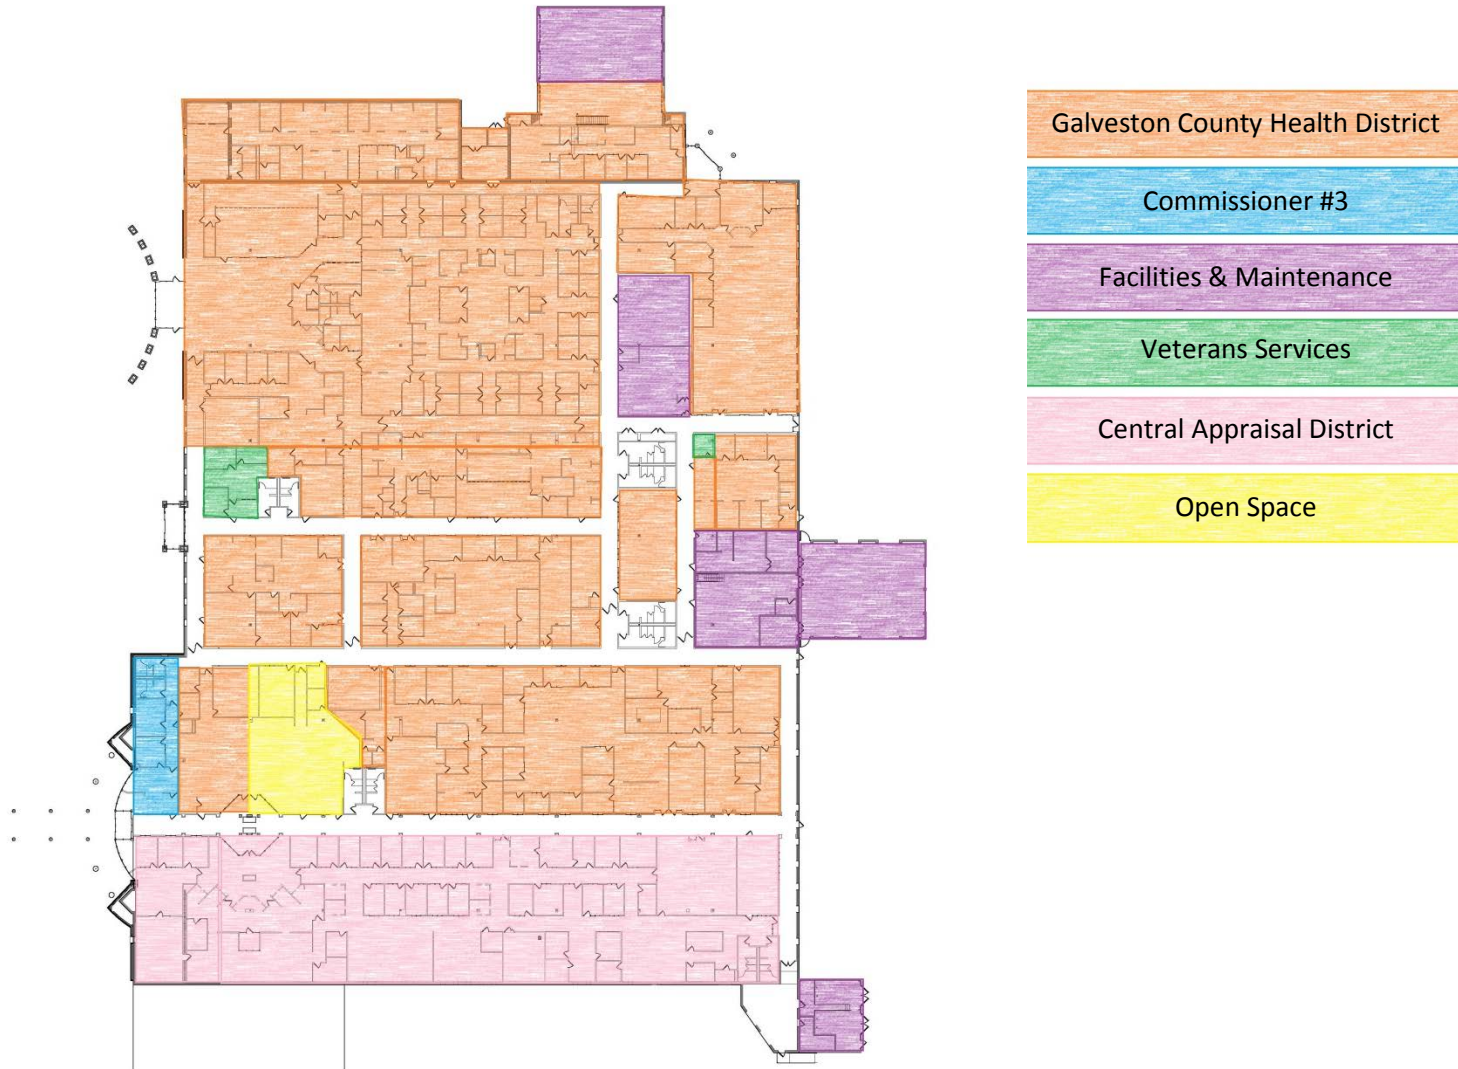 Galveston County Health District
Commissioner #3
Facilities & Maintenance
Veterans Services
Central Appraisal District
Open Space